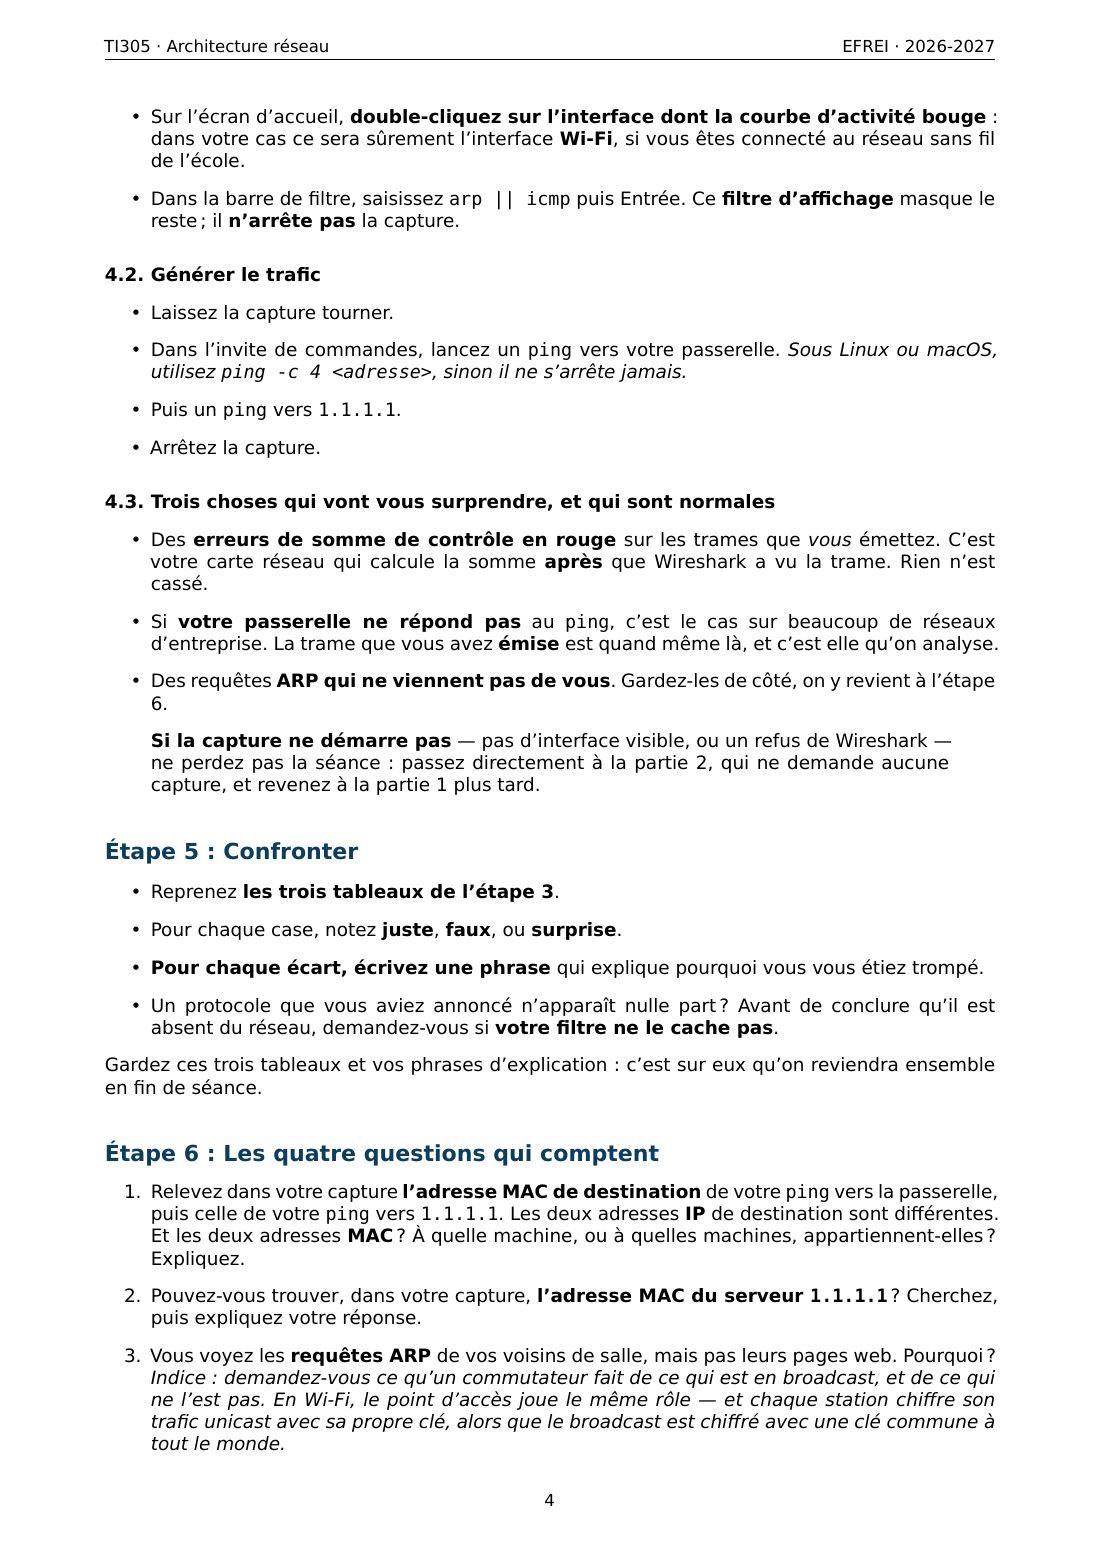 TI305 · Architecture réseau
EFREI · 2026-2027
• Sur l’écran d’accueil, double-cliquez sur l’interface dont la courbe d’activité bouge :
dans votre cas ce sera sûrement l’interface Wi-Fi, si vous êtes connecté au réseau sans fil
de l’école.
• Dans la barre de filtre, saisissez arp || icmp puis Entrée. Ce filtre d’affichage masque le
reste ; il n’arrête pas la capture.
4.2. Générer le trafic
• Laissez la capture tourner.
• Dans l’invite de commandes, lancez un ping vers votre passerelle. Sous Linux ou macOS,
utilisez ping -c 4 <adresse>, sinon il ne s’arrête jamais.
• Puis un ping vers 1.1.1.1.
• Arrêtez la capture.
4.3. Trois choses qui vont vous surprendre, et qui sont normales
• Des erreurs de somme de contrôle en rouge sur les trames que vous émettez. C’est
votre carte réseau qui calcule la somme après que Wireshark a vu la trame. Rien n’est
cassé.
• Si votre passerelle ne répond pas au ping, c’est le cas sur beaucoup de réseaux
d’entreprise. La trame que vous avez émise est quand même là, et c’est elle qu’on analyse.
• Des requêtes ARP qui ne viennent pas de vous. Gardez-les de côté, on y revient à l’étape
6.
Si la capture ne démarre pas — pas d’interface visible, ou un refus de Wireshark —
ne perdez pas la séance : passez directement à la partie 2, qui ne demande aucune
capture, et revenez à la partie 1 plus tard.
Étape 5 : Confronter
• Reprenez les trois tableaux de l’étape 3.
• Pour chaque case, notez juste, faux, ou surprise.
• Pour chaque écart, écrivez une phrase qui explique pourquoi vous vous étiez trompé.
• Un protocole que vous aviez annoncé n’apparaît nulle part ? Avant de conclure qu’il est
absent du réseau, demandez-vous si votre filtre ne le cache pas.
Gardez ces trois tableaux et vos phrases d’explication : c’est sur eux qu’on reviendra ensemble
en fin de séance.
Étape 6 : Les quatre questions qui comptent
1. Relevez dans votre capture l’adresse MAC de destination de votre ping vers la passerelle,
puis celle de votre ping vers 1.1.1.1. Les deux adresses IP de destination sont différentes.
Et les deux adresses MAC ? À quelle machine, ou à quelles machines, appartiennent-elles ?
Expliquez.
2. Pouvez-vous trouver, dans votre capture, l’adresse MAC du serveur 1.1.1.1 ? Cherchez,
puis expliquez votre réponse.
3. Vous voyez les requêtes ARP de vos voisins de salle, mais pas leurs pages web. Pourquoi ?
Indice : demandez-vous ce qu’un commutateur fait de ce qui est en broadcast, et de ce qui
ne l’est pas. En Wi-Fi, le point d’accès joue le même rôle — et chaque station chiffre son
trafic unicast avec sa propre clé, alors que le broadcast est chiffré avec une clé commune à
tout le monde.
4